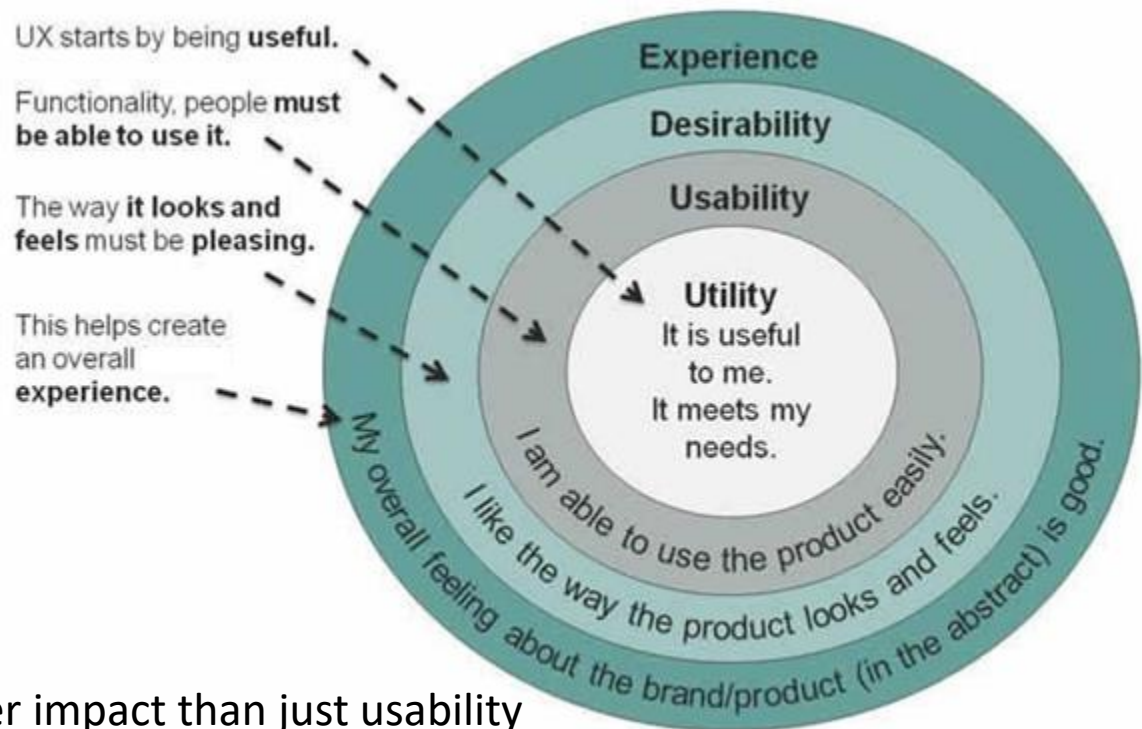 UX starts by being useful.
Functionality, people must
be able to use it.
The way it looks and
feels must be pleasing.
This helps create
an overall
experience.
Experience
Desirability
Usability
Utility
It is useful
to me.
It meets my
needs.
I am able to use the product easily.
I like the way the product looks and feels.
My overall feeling about the brand/product (in the abstract) is good.
impact than just usability